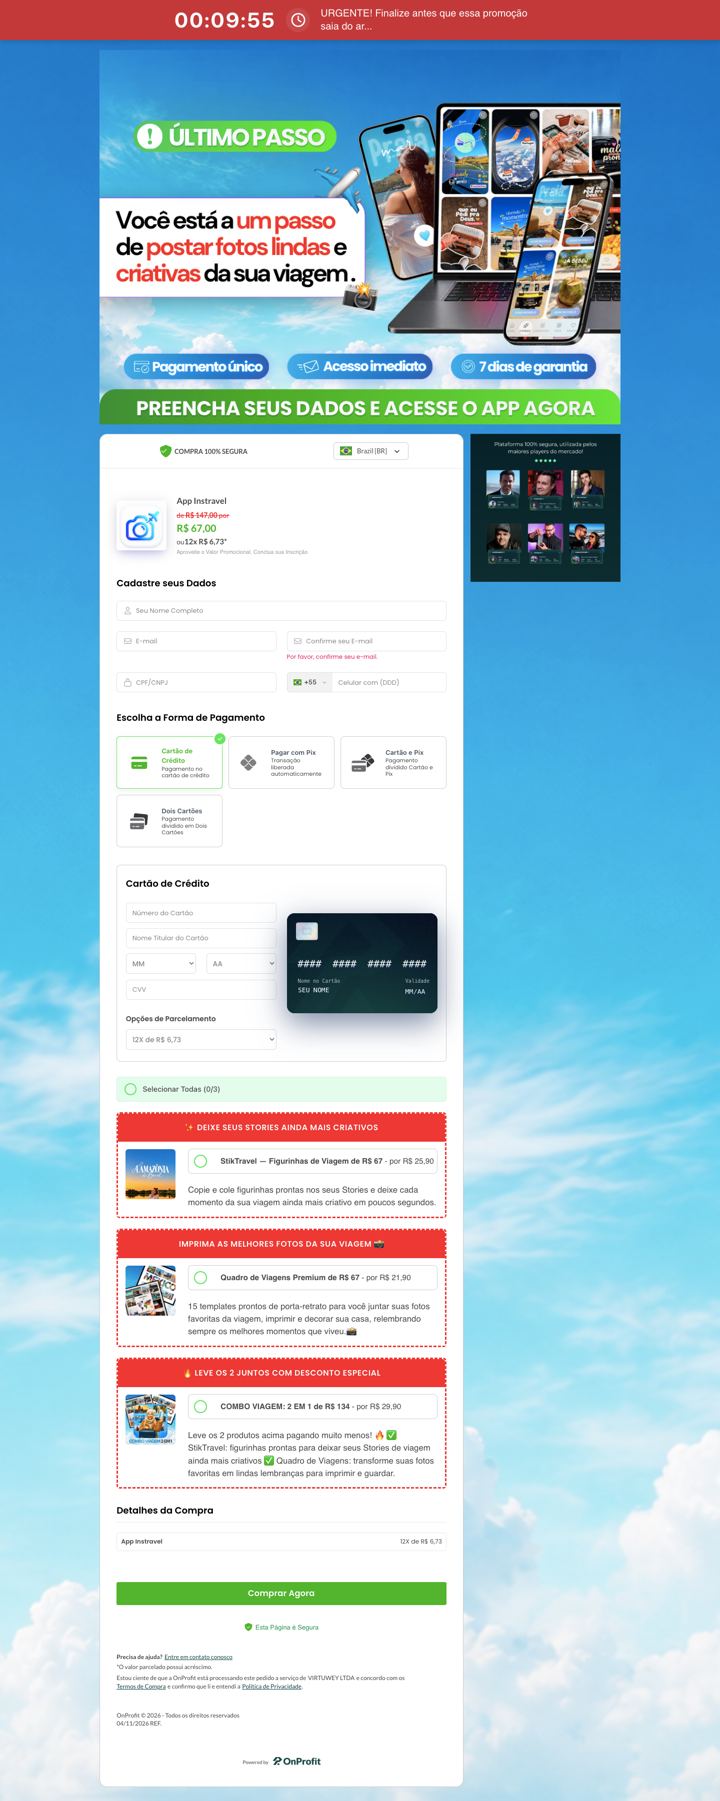 00:09:55
URGENTE! Finalize antes que essa promoção
saia do ar...
! ÚLTIMO PASSO
Você está a um passo
de postar fotos lindas e
criativas da sua viagem.
Pagamento único
Acesso imediato
7 dias de garantia
PREENCHA SEUS DADOS E ACESSE O APP AGORA
COMPRA 100% SEGURA
Brazil [BR]
Plataforma 100% segura, utilizada pelos
maiores players do mercado!
App Instravel
de R$ 147,00 por
R$ 67,00
ou 12x R$ 6,73*
Aproveite o Valor Promocional, Conclua sua Inscrição
Cadastre seus Dados
Seu Nome Completo
E-mail
Confirme seu E-mail
Por favor, confirme seu e-mail.
CPF/CNPJ
+55
Celular com (DDD)
Escolha a Forma de Pagamento
Cartão de
Crédito
Pagamento no
cartão de crédito
Pagar com Pix
Transação
liberada
automaticamente
Cartão e Pix
Pagamento
dividido Cartão e
Pix
Dois Cartões
Pagamento
dividido em Dois
Cartões
Cartão de Crédito
Número do Cartão
Nome Titular do Cartão
MM
AA
CVV
#### #### #### ####
Nome no Cartão
Validade
SEU NOME
MM/AA
Opções de Parcelamento
12X de R$ 6,73
Selecionar Todas (0/3)
✨ DEIXE SEUS STORIES AINDA MAIS CRIATIVOS
AMAZÔNIA
StikTravel — Figurinhas de Viagem de R$ 67 - por R$ 25,90
Copie e cole figurinhas prontas nos seus Stories e deixe cada
momento da sua viagem ainda mais criativo em poucos segundos.
IMPRIMA AS MELHORES FOTOS DA SUA VIAGEM 📸
Quadro de Viagens Premium de R$ 67 - por R$ 21,90
15 templates prontos de porta-retrato para você juntar suas fotos
favoritas da viagem, imprimir e decorar sua casa, relembrando
sempre os melhores momentos que viveu.📸
🔥 LEVE OS 2 JUNTOS COM DESCONTO ESPECIAL
COMBO VIAGEM 2 EM 1
COMBO VIAGEM: 2 EM 1 de R$ 134 - por R$ 29,90
Leve os 2 produtos acima pagando muito menos! 🔥 ✅
StikTravel: figurinhas prontas para deixar seus Stories de viagem
ainda mais criativos ✅ Quadro de Viagens: transforme suas fotos
favoritas em lindas lembranças para imprimir e guardar.
Detalhes da Compra
App Instravel
12X de R$ 6,73
Comprar Agora
Esta Página é Segura
Precisa de ajuda? Entre em contato conosco
*O valor parcelado possui acréscimo.
Estou ciente de que a OnProfit está processando este pedido a serviço de VIRTUWEY LTDA e concordo com os
Termos de Compra e confirmo que li e entendi a Política de Privacidade.
OnProfit © 2026 - Todos os direitos reservados
04/11/2026 REF.
Powered by OnProfit